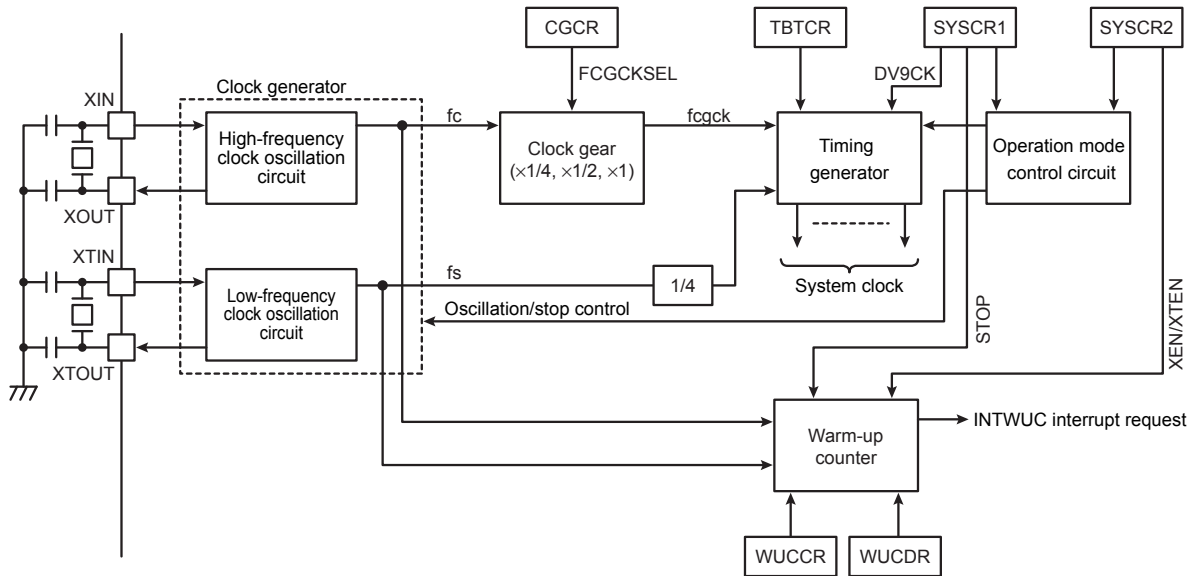 CGCR
TBTCR
SYSCR1
SYSCR2
FCGCKSEL
DV9CK
Clock generator
XIN
XOUT
High-frequency
clock oscillation
circuit
fc
Clock gear
(×1/4, ×1/2, ×1)
fcgck
Timing
generator
Operation mode
control circuit
XTIN
XTOUT
Low-frequency
clock oscillation
circuit
fs
1/4
System clock
Oscillation/stop control
STOP
XEN/XTEN
Warm-up
counter
INTWUC interrupt request
WUCCR
WUCDR